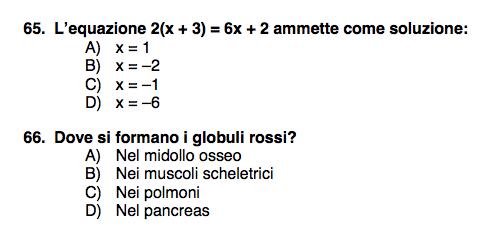 65. L'equazione 2(x + 3) = 6x + 2 ammette come soluzione:
A) x = 1
B) x = –2
C) x = –1
D) x = –6
66. Dove si formano i globuli rossi?
A) Nel midollo osseo
B) Nei muscoli scheletrici
C) Nei polmoni
D) Nel pancreas